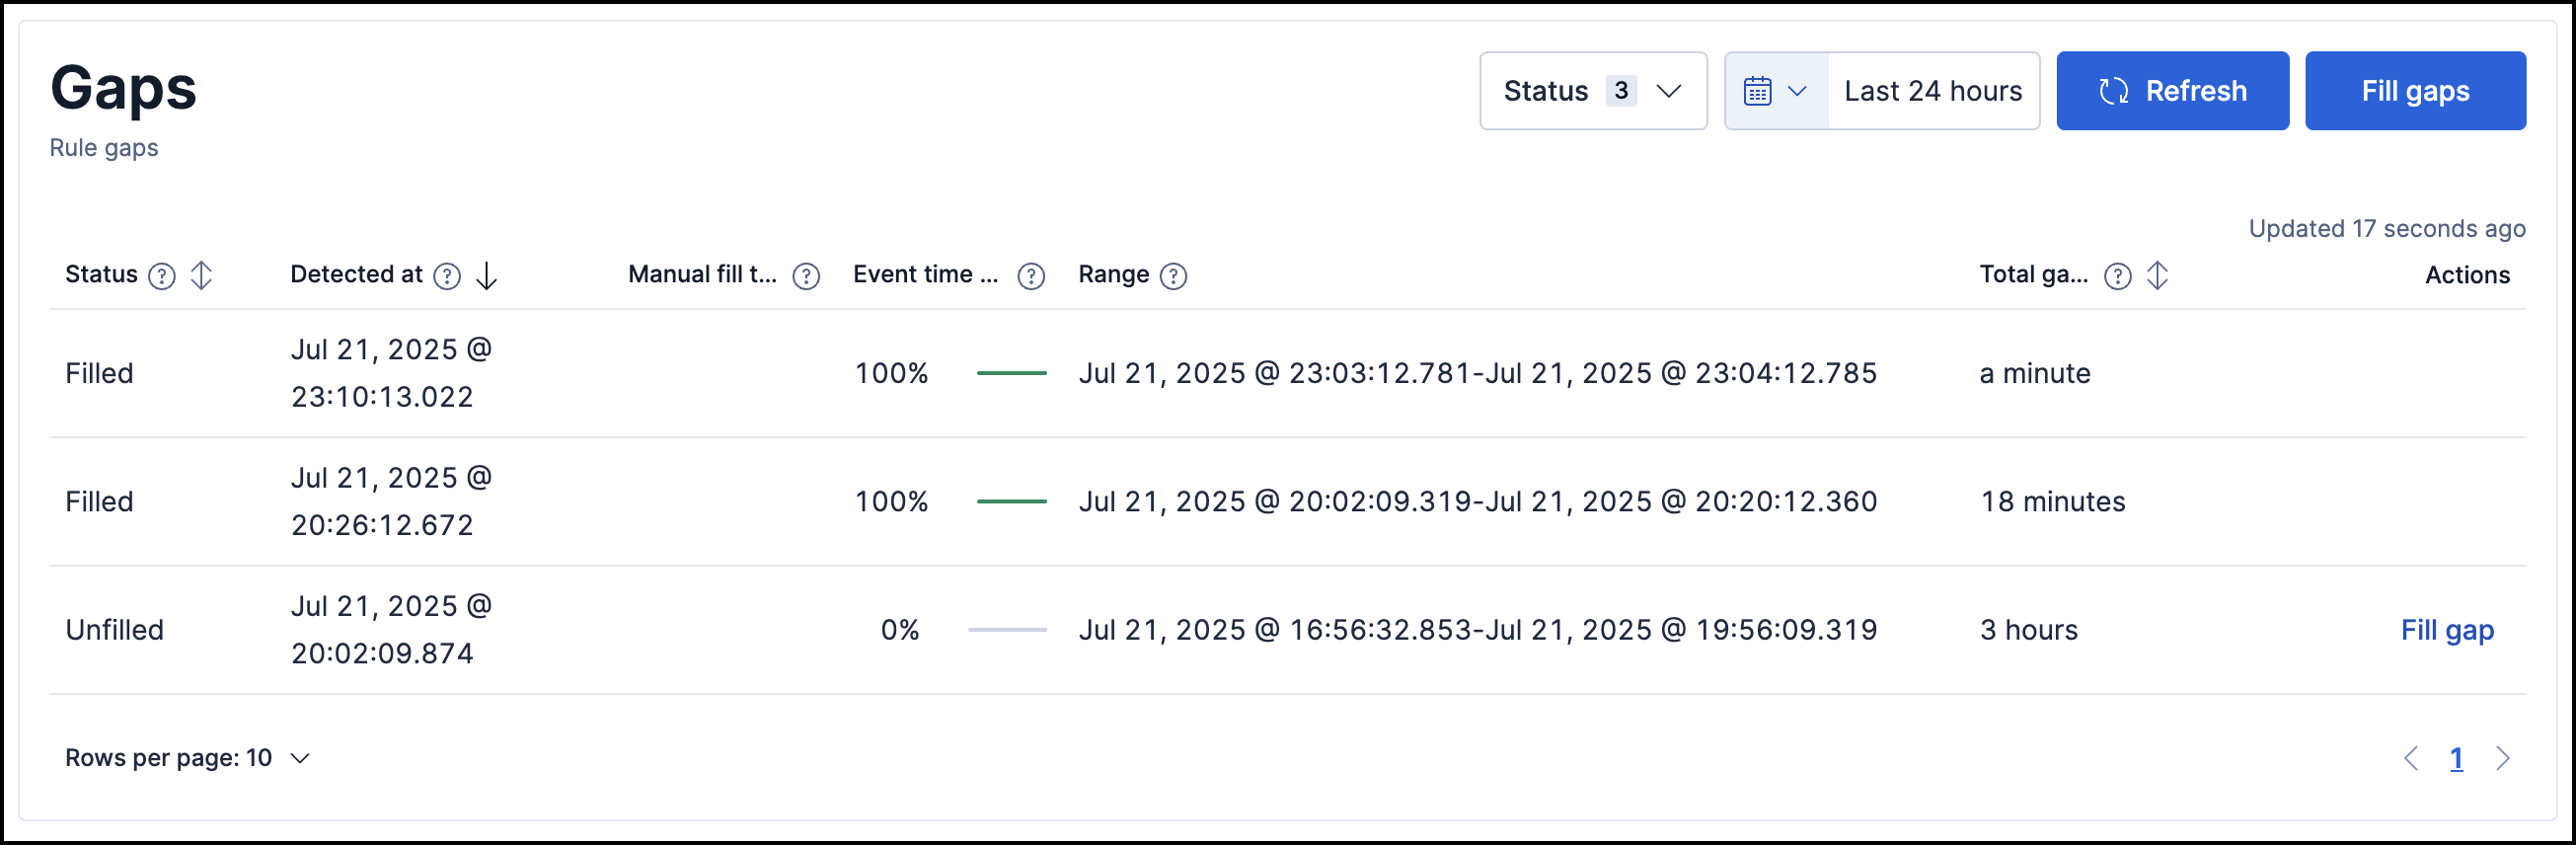 Gaps
Rule gaps
Status 3
Last 24 hours
Refresh
Fill gaps
Updated 17 seconds ago
Status Detected at Manual fill t... Event time ... Range Total ga... Actions
Filled Jul 21, 2025 @ 23:10:13.022 100% Jul 21, 2025 @ 23:03:12.781-Jul 21, 2025 @ 23:04:12.785 a minute
Filled Jul 21, 2025 @ 20:26:12.672 100% Jul 21, 2025 @ 20:02:09.319-Jul 21, 2025 @ 20:20:12.360 18 minutes
Unfilled Jul 21, 2025 @ 20:02:09.874 0% Jul 21, 2025 @ 16:56:32.853-Jul 21, 2025 @ 19:56:09.319 3 hours Fill gap
Rows per page: 10
1